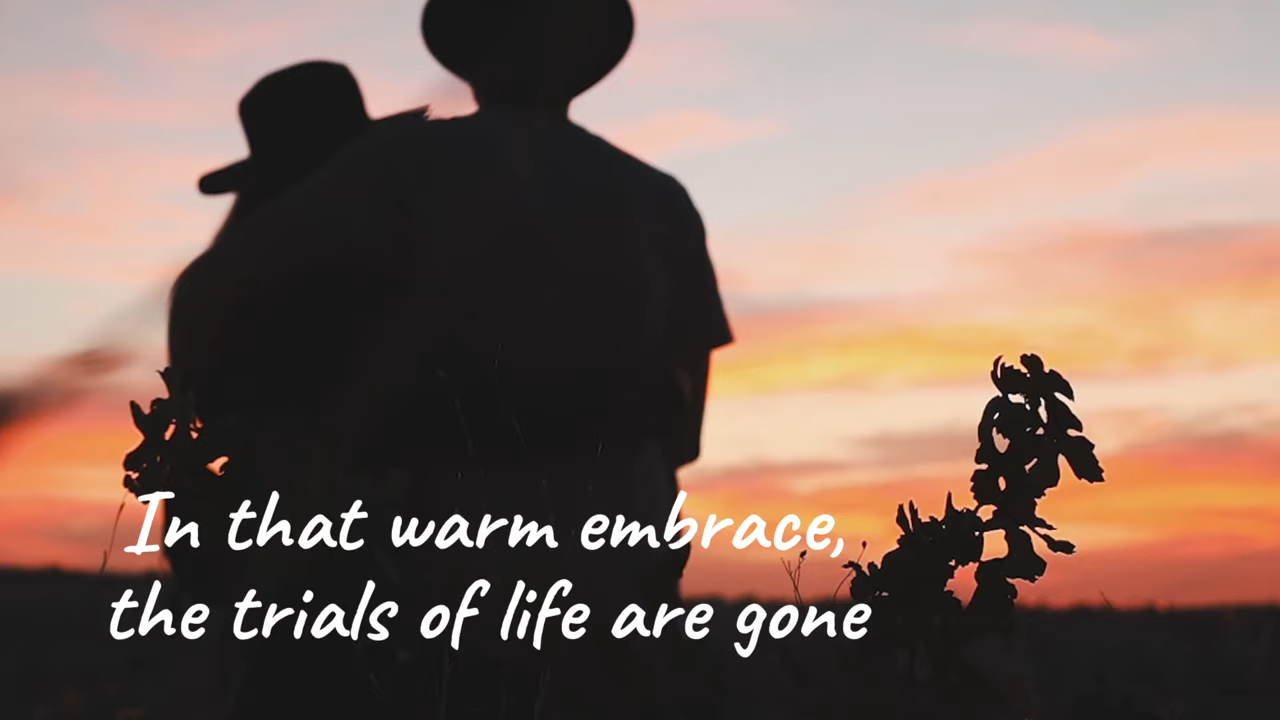 In that warm embrace,
the trials of life are gone